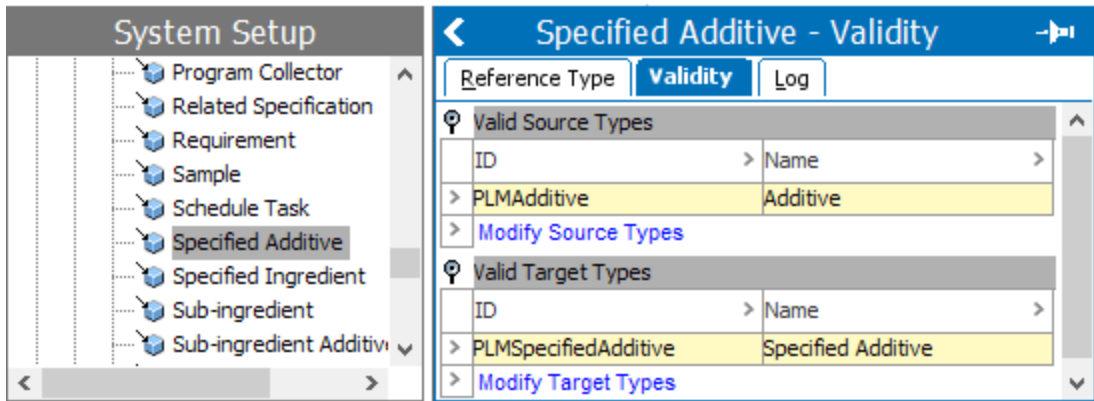 System Setup
Program Collector
Related Specification
Requirement
Sample
Schedule Task
Specified Additive
Specified Ingredient
Sub-ingredient
Sub-ingredient
Specified Additive - Validity
Reference Type Validity Log
Valid Source Types
ID Name
PLMAdditive Additive
Modify Source Types
Valid Target Types
ID Name
PLMSpecifiedAdditive Specified Additive
Modify Target Types